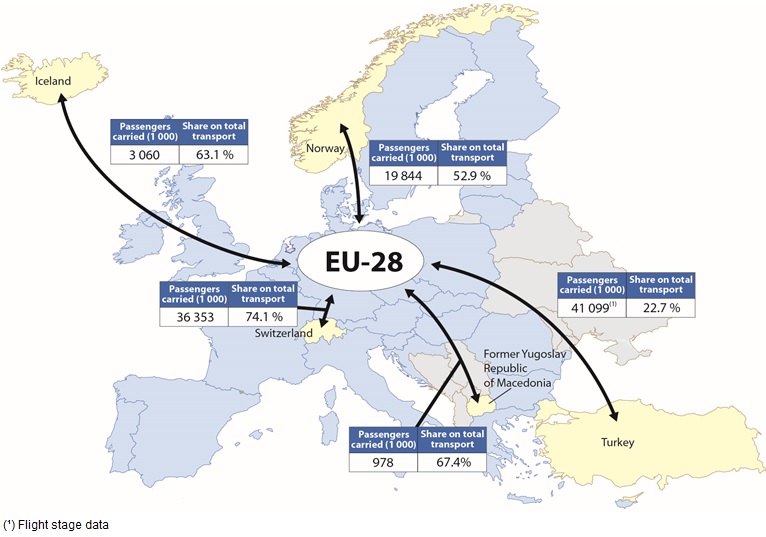 Iceland
Passengers carried (1 000) Share on total transport
3 060 63.1 %
Norway
Passengers carried (1 000) Share on total transport
19 844 52.9 %
EU-28
Passengers carried (1 000) Share on total transport
36 353 74.1 %
Switzerland
Passengers carried (1 000) Share on total transport
41 099(1) 22.7 %
Former Yugoslav
Republic
of Macedonia
Passengers carried (1 000) Share on total transport
978 67.4%
Turkey
(¹) Flight stage data